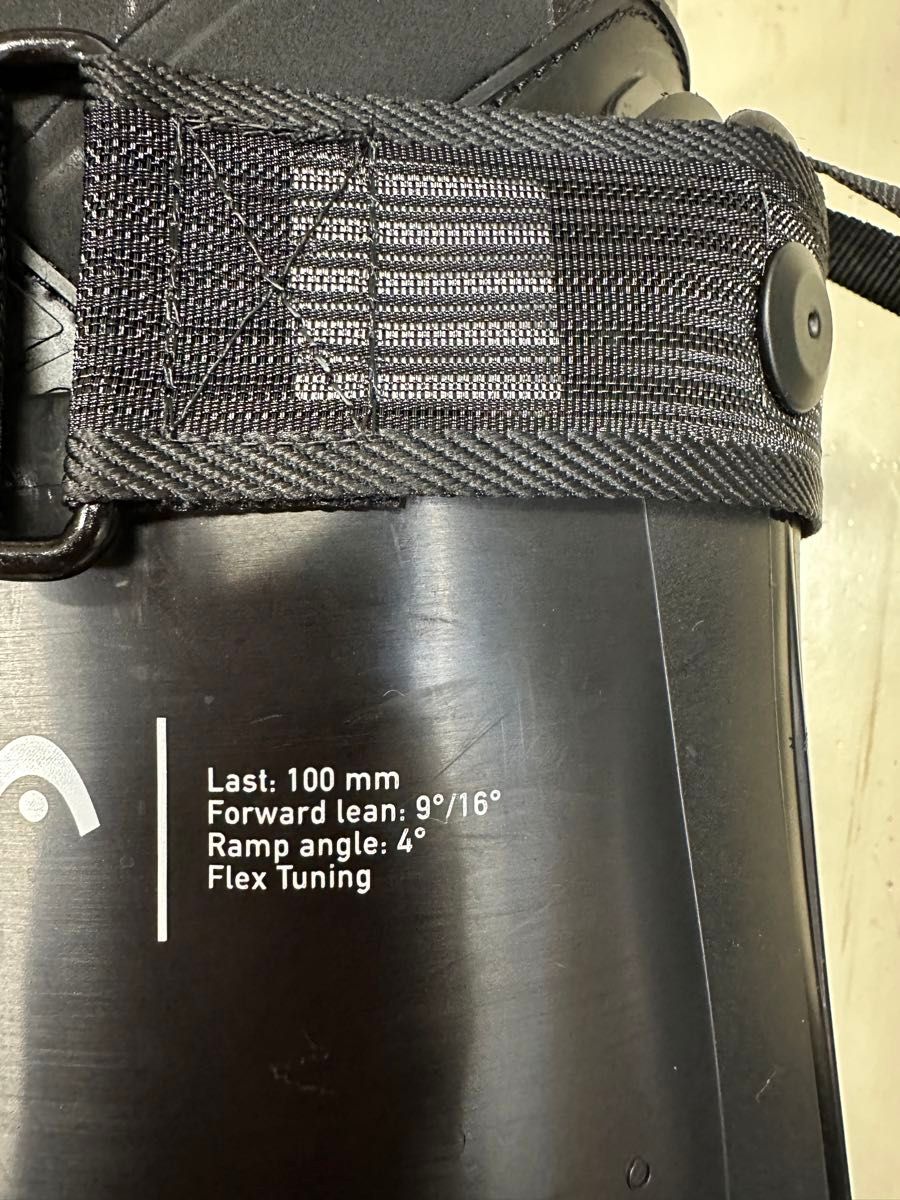 Last: 100 mm
Forward lean: 9°/16°
Ramp angle: 4°
Flex Tuning